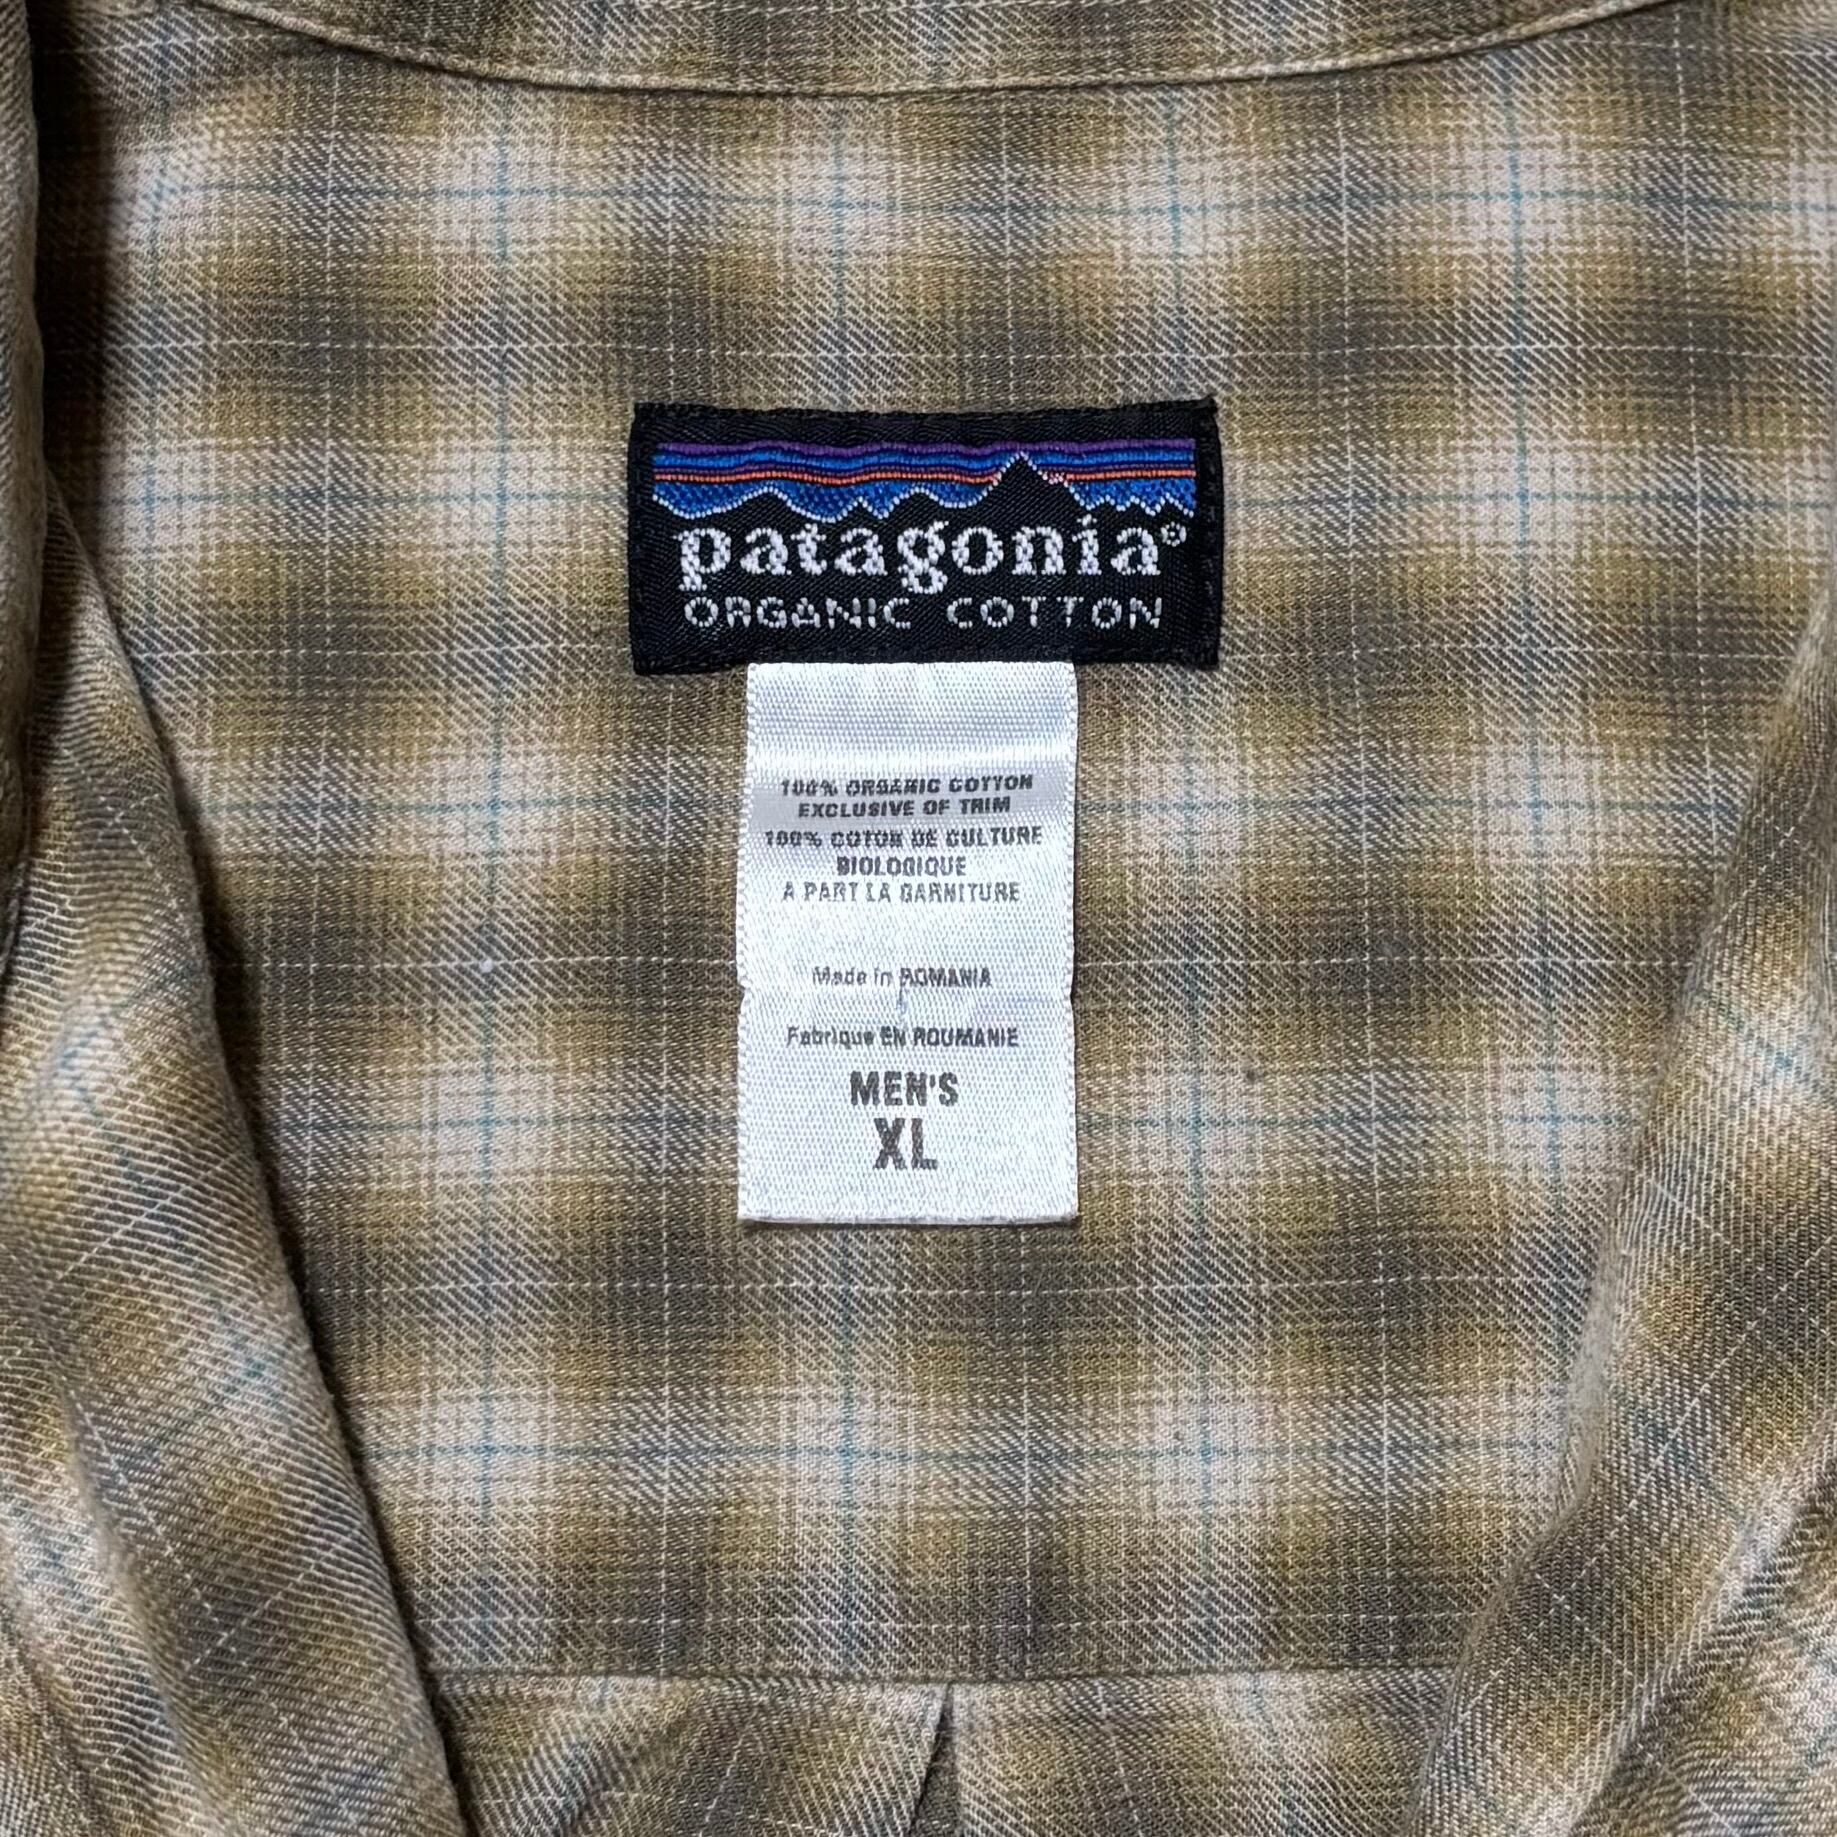 patagonia®
ORGANIC COTTON
100% ORGANIC COTTON
EXCLUSIVE OF TRIM
100% COTON DE CULTURE
BIOLOGIQUE
A PART LA GARNITURE
Made in ROMANIA
Fabrique EN ROUMANIE
MEN'S
XL